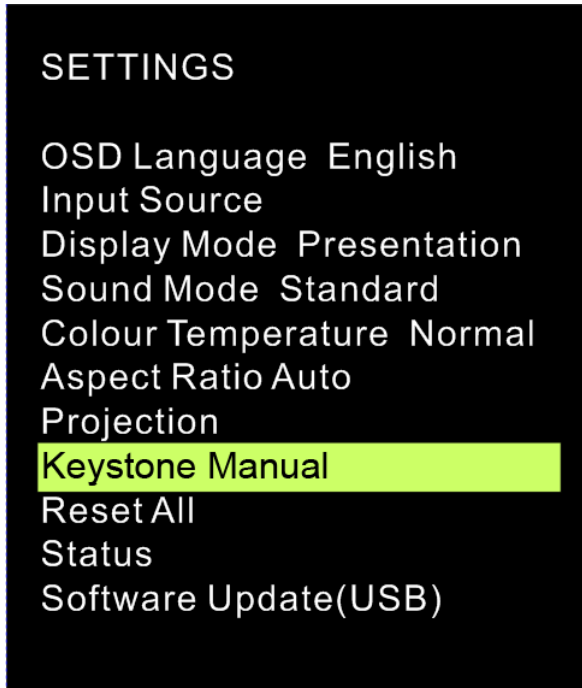 SETTINGS
OSD Language English
Input Source
Display Mode Presentation
Sound Mode Standard
Colour Temperature Normal
Aspect Ratio Auto
Projection
Keystone Manual
Reset All
Status
Software Update(USB)